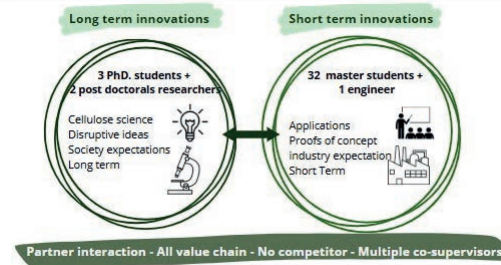 Long term innovations
Short term innovations
3 PhD. students +
2 post doctorals researchers
Cellulose science
Disruptive ideas
Society expectations
Long term
32 master students +
1 engineer
Applications
Proofs of concept
industry expectation
Short Term
Partner interaction - All value chain - No competitor - Multiple co-supervisors